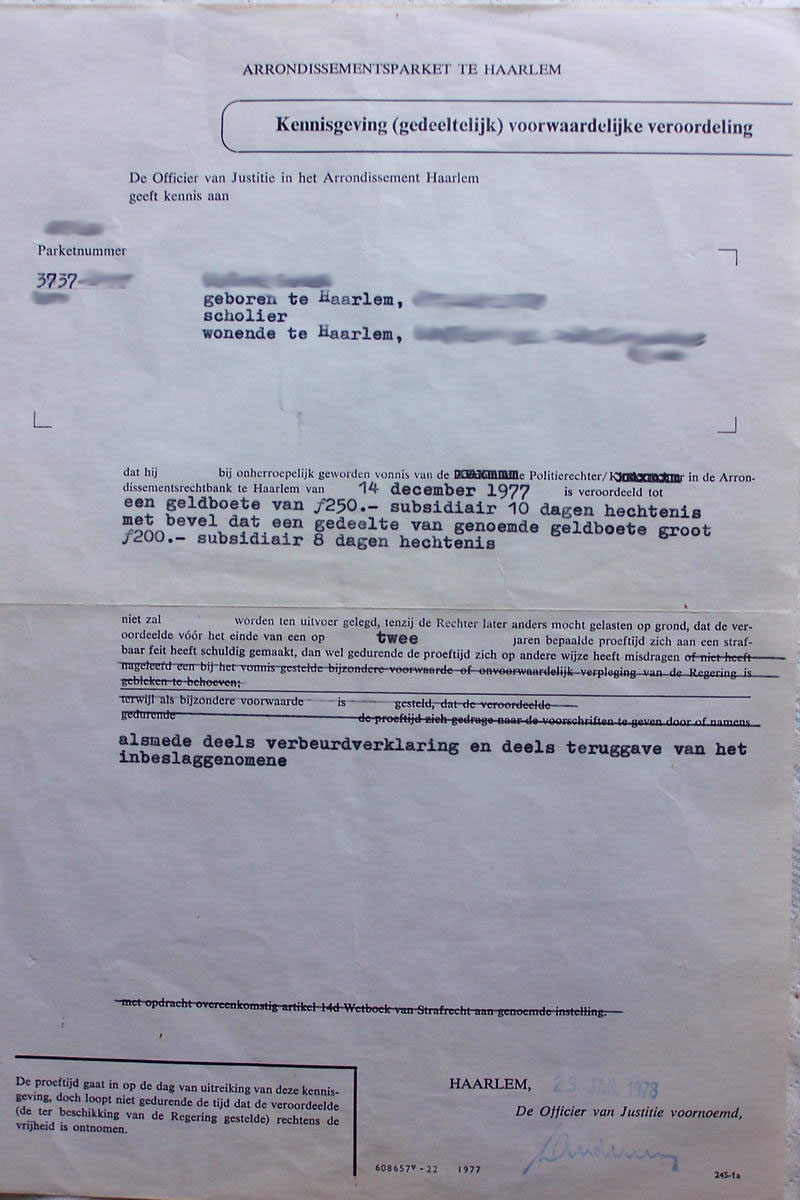 ARRONDISSEMENTSPARKET TE HAARLEM
Kennisgeving (gedeeltelijk) voorwaardelijke veroordeling
De Officier van Justitie in het Arrondissement Haarlem
geeft kennis aan
Parketnummer
3737-
geboren te Haarlem,
scholier
wonende te Haarlem,
dat hij bij onherroepelijk geworden vonnis van de Politierechter/ in de Arron-
dissementsrechtbank te Haarlem van 14 december 1977 is veroordeeld tot
een geldboete van ƒ250.- subsidiair 10 dagen hechtenis
met bevel dat een gedeelte van genoemde geldboete groot
ƒ200.- subsidiair 8 dagen hechtenis
niet zal worden ten uitvoer gelegd, tenzij de Rechter later anders mocht gelasten op grond, dat de ver-
oordeelde vóór het einde van een op twee jaren bepaalde proeftijd zich aan een straf-
baar feit heeft schuldig gemaakt, dan wel gedurende de proeftijd zich op andere wijze heeft misdragen of niet heeft
nageleefd een bij het vonnis gestelde bijzondere voorwaarde of onvoorwaardelijk verpleging van de Regering is
gebleken te behoeven;
terwijl als bijzondere voorwaarde is gesteld, dat de veroordeelde
gedurende de proeftijd zich gedrage naar de voorschriften te geven door of namens
alsmede deels verbeurdverklaring en deels teruggave van het
inbeslaggenomene
met opdracht overeenkomstig artikel 14d Wetboek van Strafrecht aan genoemde instelling.
De proeftijd gaat in op de dag van uitreiking van deze kennis-
geving, doch loopt niet gedurende de tijd dat de veroordeelde
(de ter beschikking van de Regering gestelde) rechtens de
vrijheid is ontnomen.
HAARLEM, JAN. 1978
De Officier van Justitie voornoemd,
608657V - 22 1977
245-1a